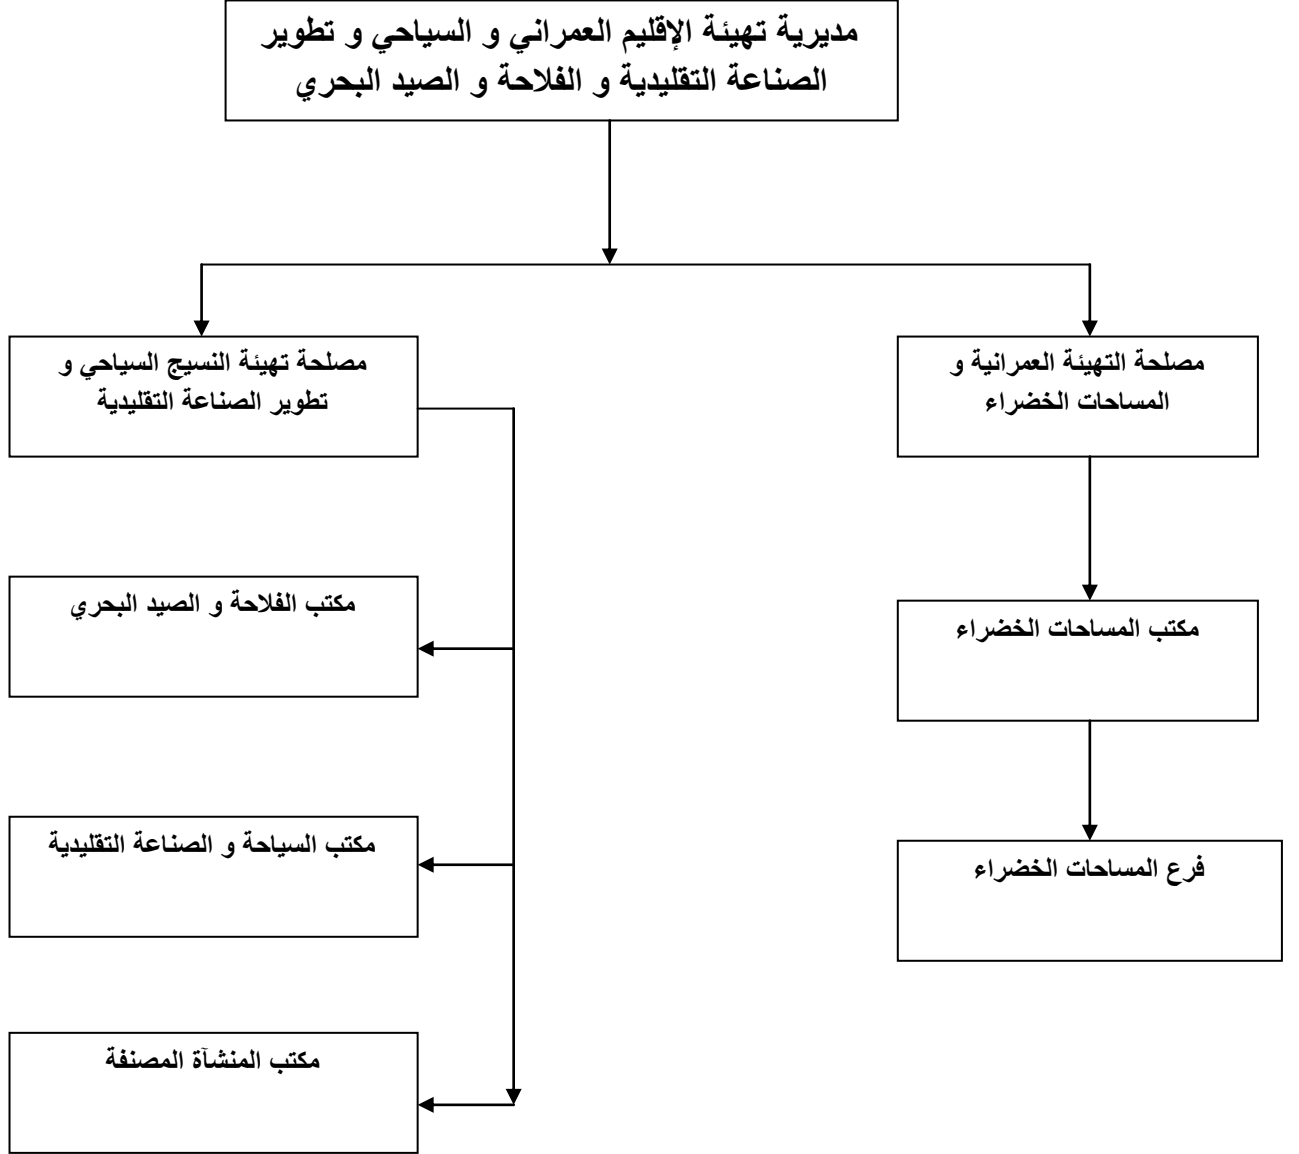 مديرية تهيئة الإقليم العمراني و السياحي و تطوير
الصناعة التقليدية و الفلاحة و الصيد البحري
مصلحة التهيئة العمرانية و
المساحات الخضراء
مصلحة تهيئة النسيج السياحي و
تطوير الصناعة التقليدية
مكتب المساحات الخضراء
مكتب الفلاحة و الصيد البحري
فرع المساحات الخضراء
مكتب السياحة و الصناعة التقليدية
مكتب المنشآة المصنفة